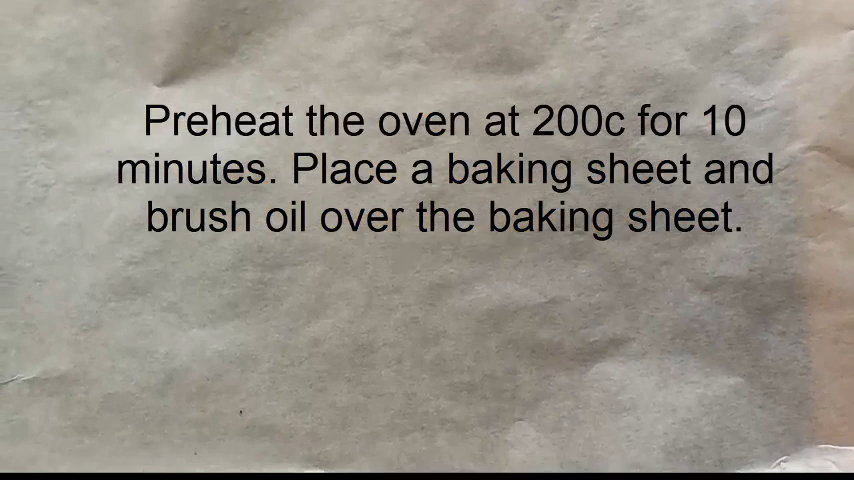 Preheat the oven at 200c for 10
minutes. Place a baking sheet and
brush oil over the baking sheet.